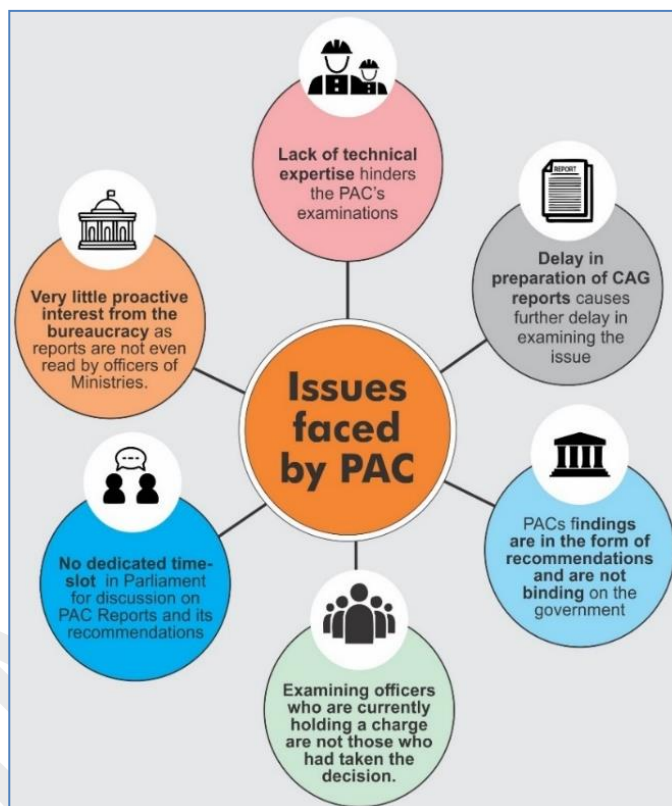 Lack of technical
expertise hinders
the PAC's
examinations
REPORT
Delay in
preparation of CAG
reports causes
further delay in
examining the
issue
Very little proactive
interest from the
bureaucracy as
reports are not even
read by officers of
Ministries.
Issues
faced
by PAC
PACs findings
are in the form of
recommendations
and are not
binding on the
government
No dedicated time-
slot in Parliament
for discussion on
PAC Reports and its
recommendations
Examining officers
who are currently
holding a charge
are not those who
had taken the
decision.